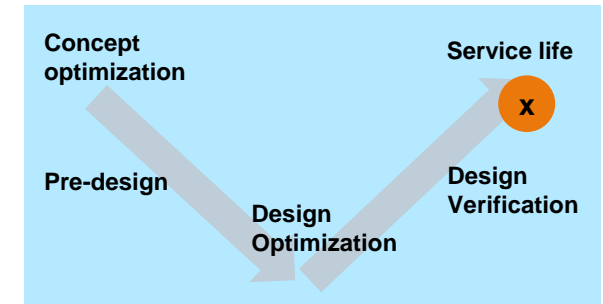 Concept
optimization
Service life
x
Pre-design
Design
Verification
Design
Optimization